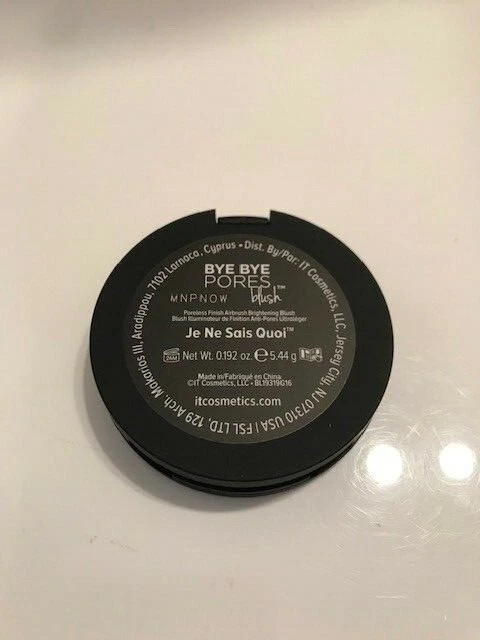 BYE BYE
PORES™
blush
MNPNOW
Poreless Finish Airbrush Brightening Blush
Blush Illuminateur de Finition Anti-Pores Ultraléger
Je Ne Sais Quoi™
24M
Net Wt. 0.192 oz. ℮ 5.44 g
Made in/Fabriqué en China
©IT Cosmetics, LLC • BL19319G16
itcosmetics.com
Dist. By/Par: IT Cosmetics, LLC, Jersey City, NJ 07310 USA | FSL LTD, 129 Arch. Makarios III, Aradippou, 7102 Larnaca, Cyprus •